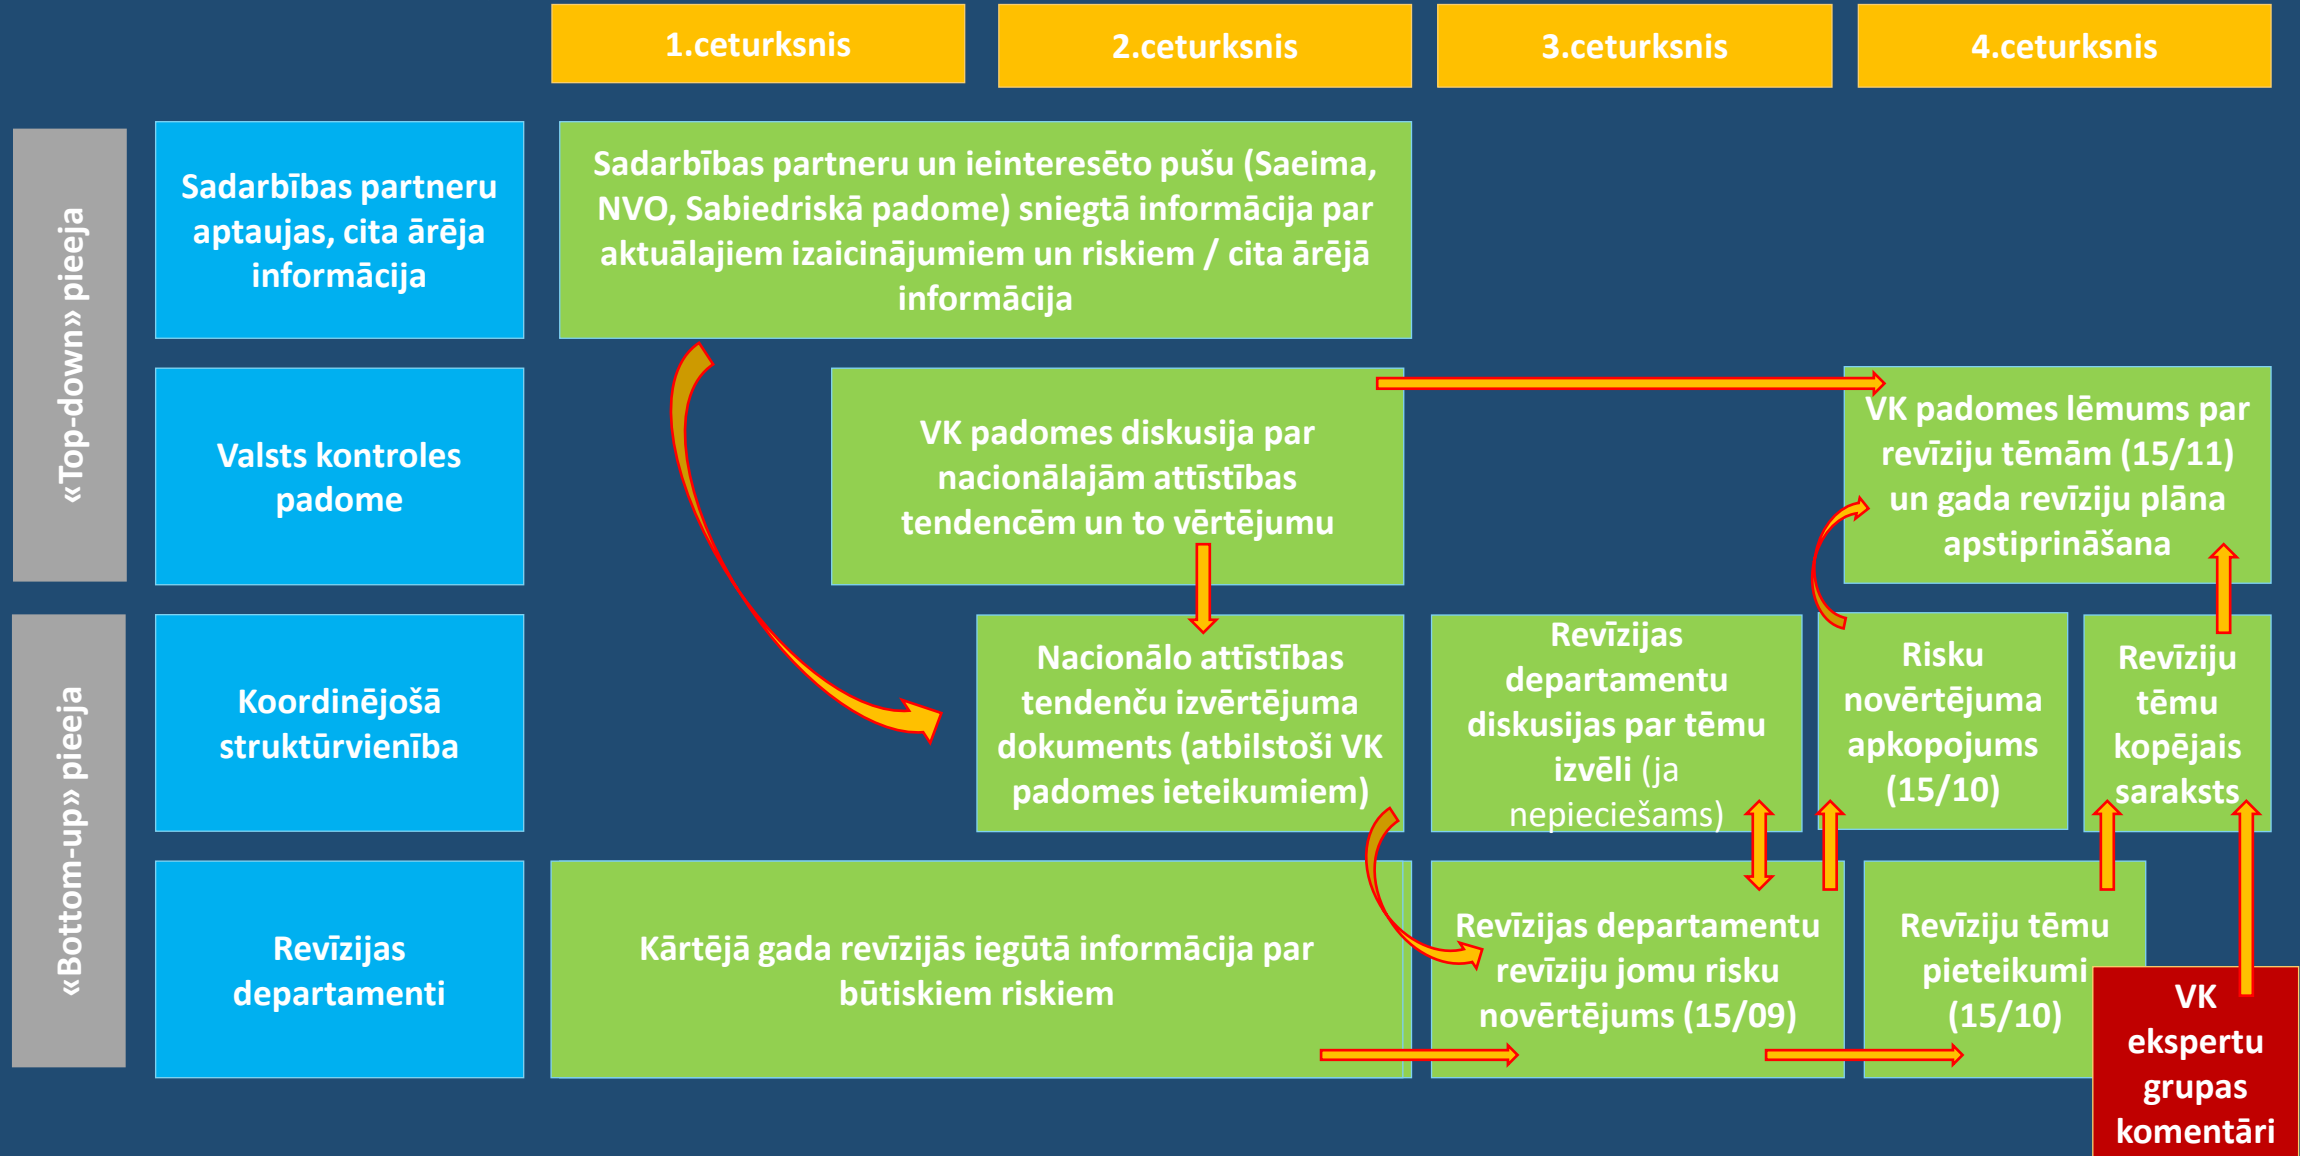 1.ceturksnis
2.ceturksnis
3.ceturksnis
4.ceturksnis
«Top-down» pieeja
Sadarbības partneru
aptaujas, cita ārēja
informācija
Sadarbības partneru un ieinteresēto pušu (Saeima,
NVO, Sabiedriskā padome) sniegtā informācija par
aktuālajiem izaicinājumiem un riskiem / cita ārējā
informācija
Valsts kontroles
padome
VK padomes diskusija par
nacionālajām attīstības
tendencēm un to vērtējumu
VK padomes lēmums par
revīziju tēmām (15/11)
un gada revīziju plāna
apstiprināšana
«Bottom-up» pieeja
Koordinējošā
struktūrvienība
Nacionālo attīstības
tendenču izvērtējuma
dokuments (atbilstoši VK
padomes ieteikumiem)
Revīzijas
departamentu
diskusijas par tēmu
izvēli (ja
nepieciešams)
Risku
novērtējuma
apkopojums
(15/10)
Revīziju
tēmu
kopējais
saraksts
Revīzijas
departamenti
Kārtējā gada revīzijās iegūtā informācija par
būtiskiem riskiem
Revīzijas departamentu
revīziju jomu risku
novērtējums (15/09)
Revīziju tēmu
pieteikumi
(15/10)
VK
ekspertu
grupas
komentāri